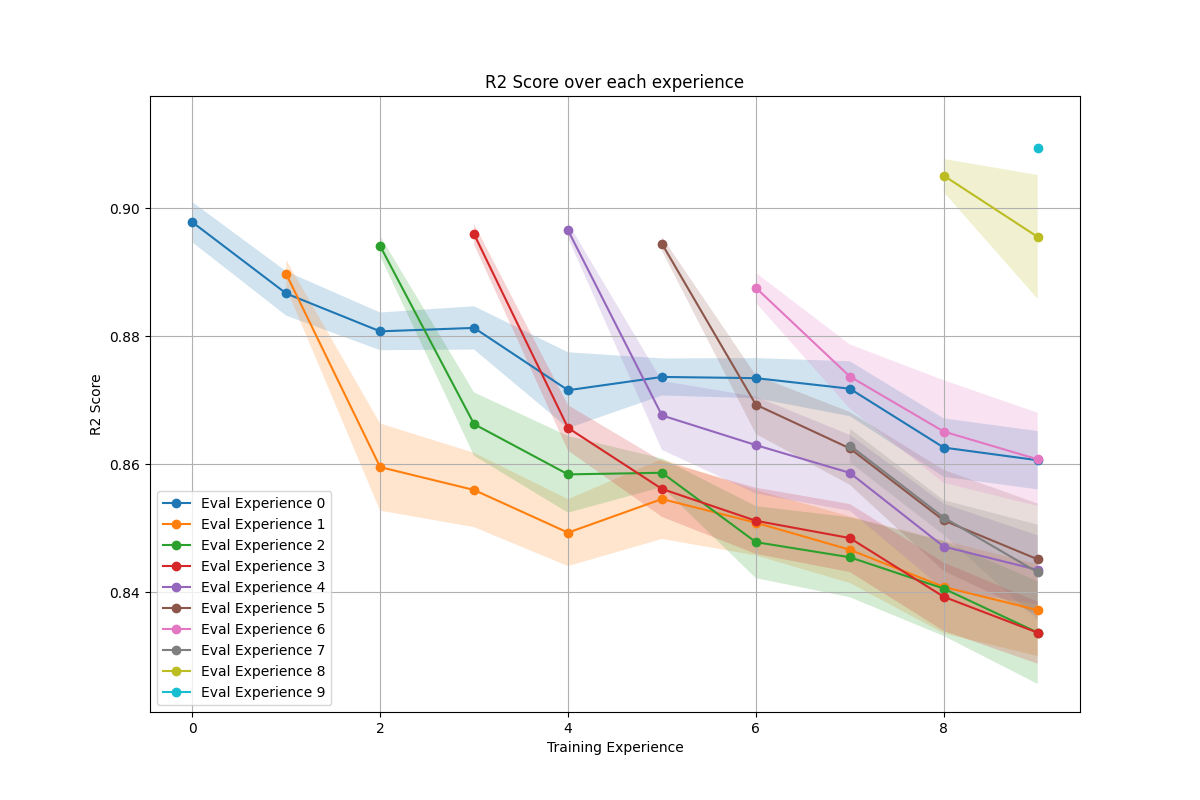 R2 Score over each experience
R2 Score
0.90
0.88
0.86
0.84
Eval Experience 0
Eval Experience 1
Eval Experience 2
Eval Experience 3
Eval Experience 4
Eval Experience 5
Eval Experience 6
Eval Experience 7
Eval Experience 8
Eval Experience 9
0 2 4 6 8
Training Experience